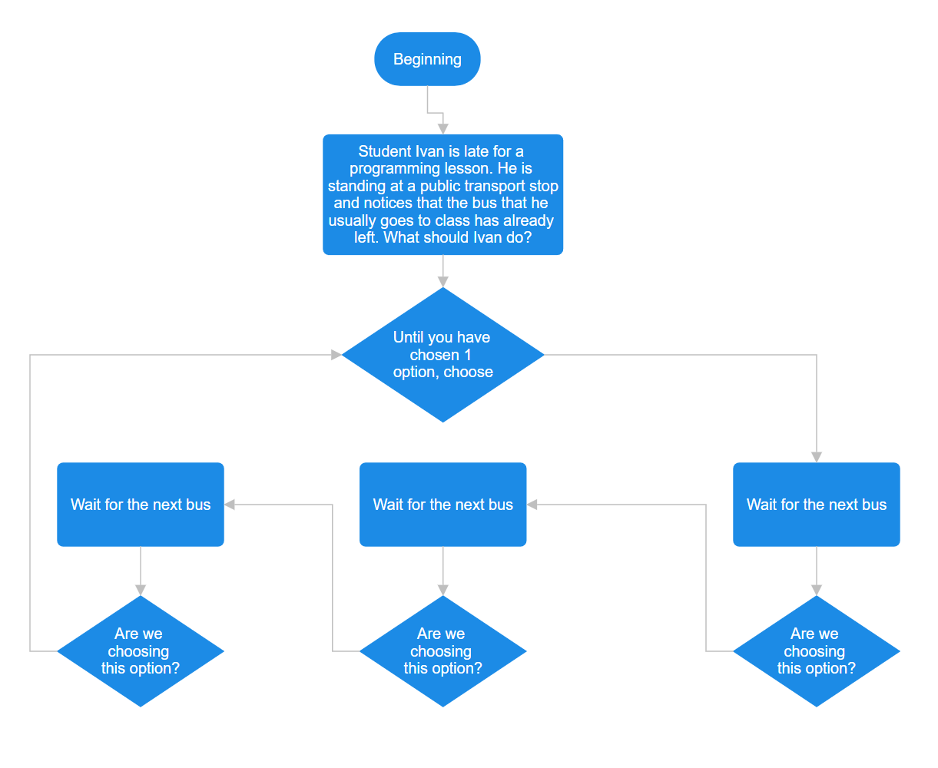 Beginning
Student Ivan is late for a
programming lesson. He is
standing at a public transport stop
and notices that the bus that he
usually goes to class has already
left. What should Ivan do?
Until you have
chosen 1
option, choose
Wait for the next bus
Wait for the next bus
Wait for the next bus
Are we
choosing
this option?
Are we
choosing
this option?
Are we
choosing
this option?